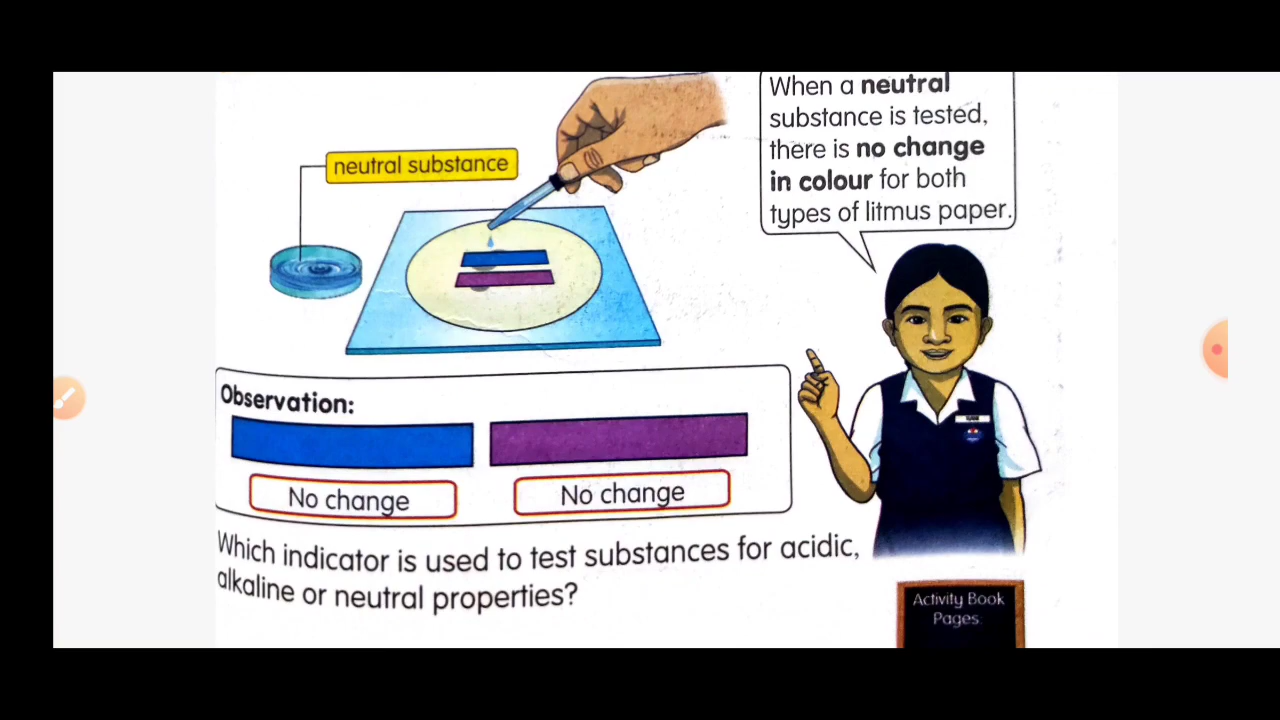 neutral substance
When a neutral
substance is tested,
there is no change
in colour for both
types of litmus paper.
Observation:
No change
No change
Which indicator is used to test substances for acidic,
alkaline or neutral properties?
Activity Book
Pages